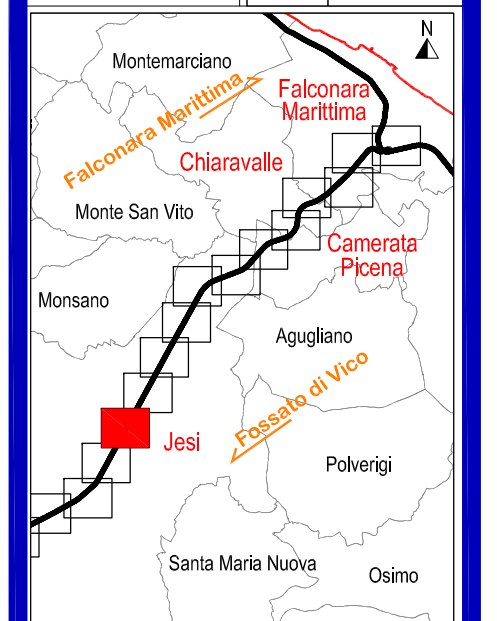 N
Montemarciano
Falconara Marittima
Falconara
Marittima
Chiaravalle
Monte San Vito
Camerata
Picena
Monsano
Agugliano
Fossato di Vico
Jesi
Polverigi
Santa Maria Nuova
Osimo